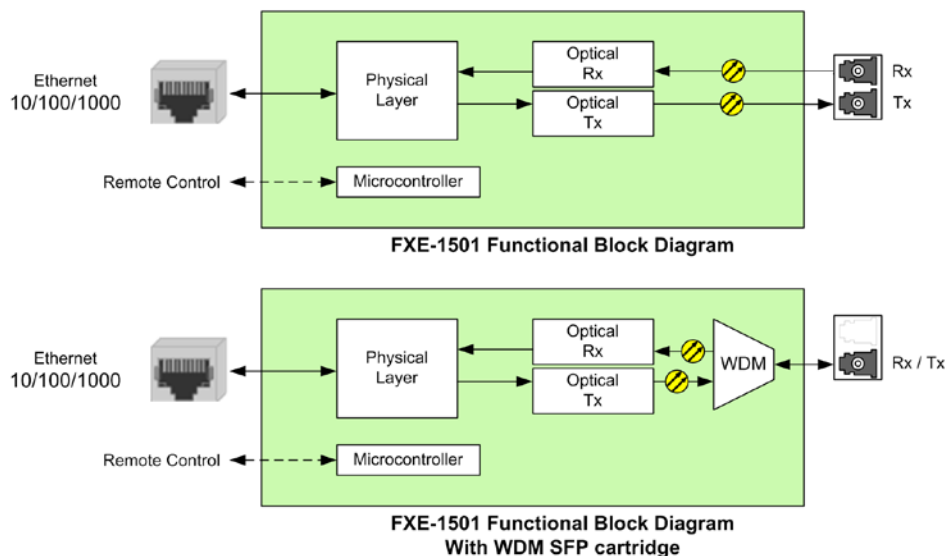 Ethernet
10/100/1000
Physical
Layer
Optical
Rx
Optical
Tx
Rx
Tx
Remote Control
Microcontroller
FXE-1501 Functional Block Diagram
Ethernet
10/100/1000
Physical
Layer
Optical
Rx
Optical
Tx
WDM
Rx / Tx
Remote Control
Microcontroller
FXE-1501 Functional Block Diagram
With WDM SFP cartridge